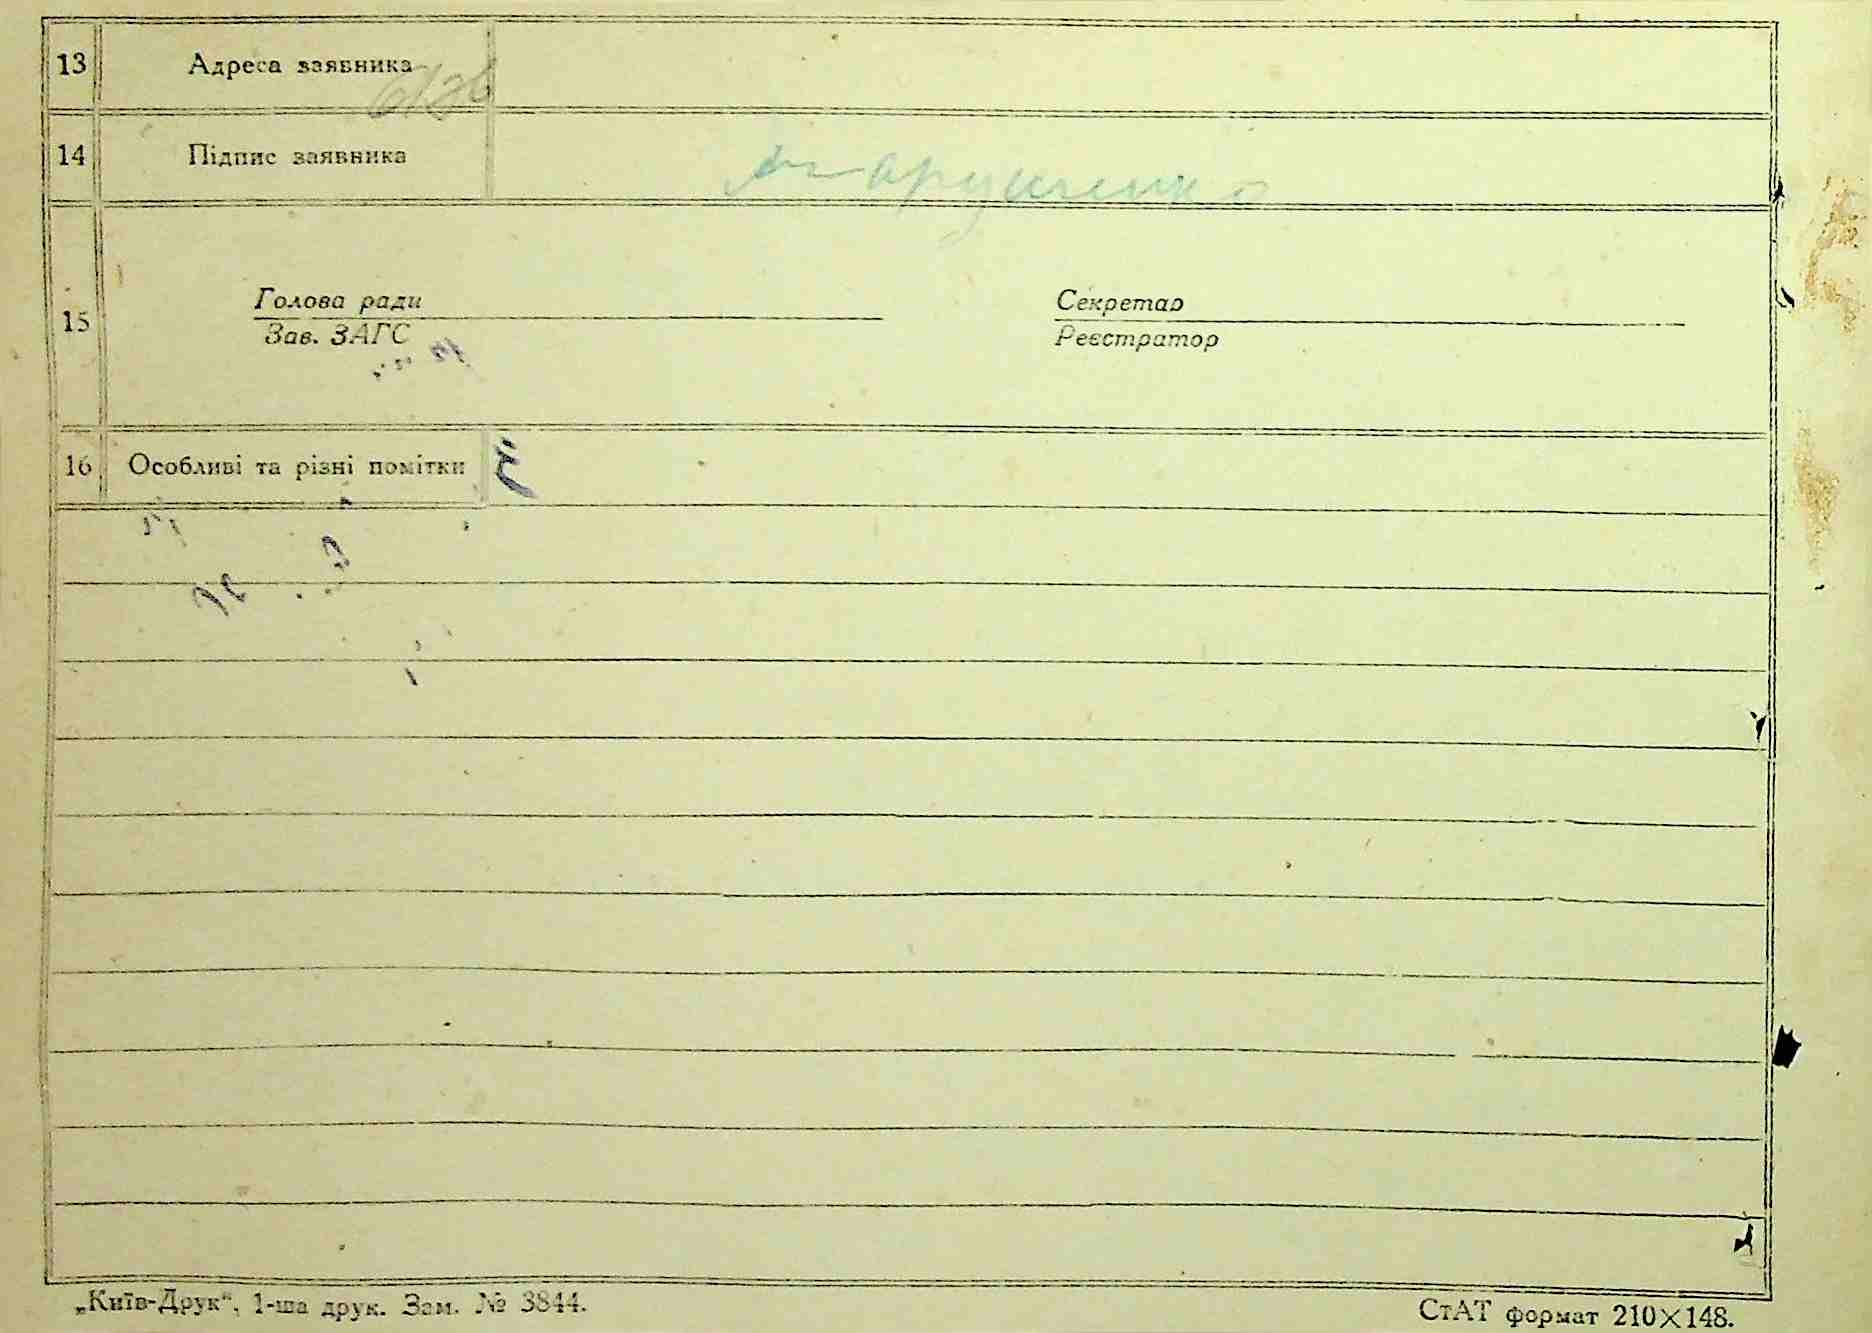 13 Адреса заявника
14 Підпис заявника
Голова ради Секретар
15
Зав. ЗАГС Реєстратор
16 Особливі та різні помітки
„Київ-Друк“, 1-ша друк. Зам. № 3844. СтАТ формат 210×148.